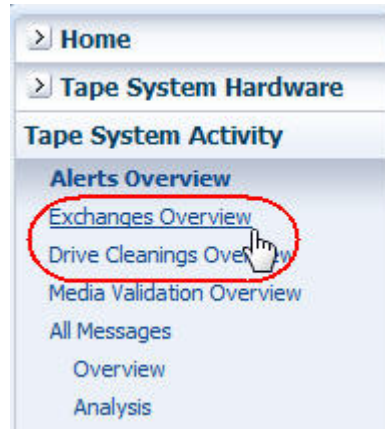 Home
Tape System Hardware
Tape System Activity
Alerts Overview
Exchanges Overview
Drive Cleanings Overview
Media Validation Overview
All Messages
Overview
Analysis